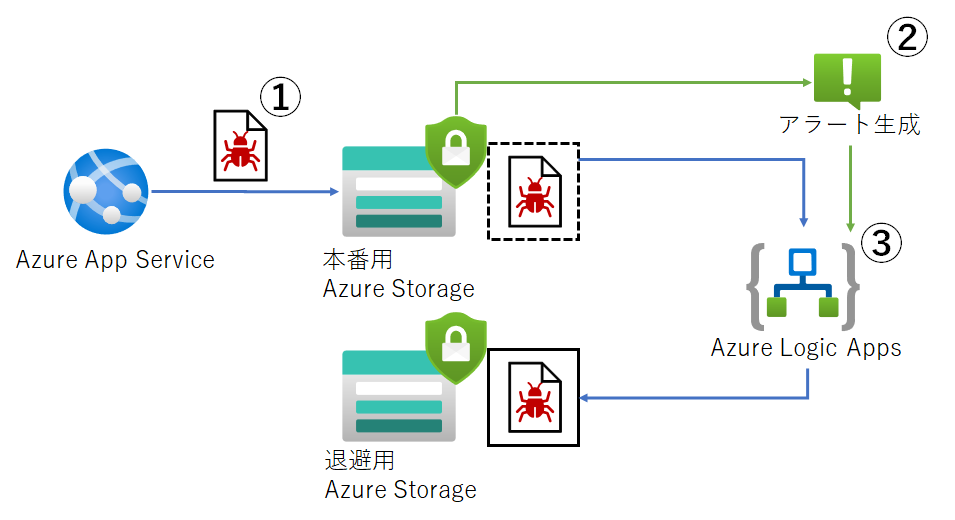 ①
②
アラート生成
Azure App Service
本番用
Azure Storage
③
Azure Logic Apps
退避用
Azure Storage